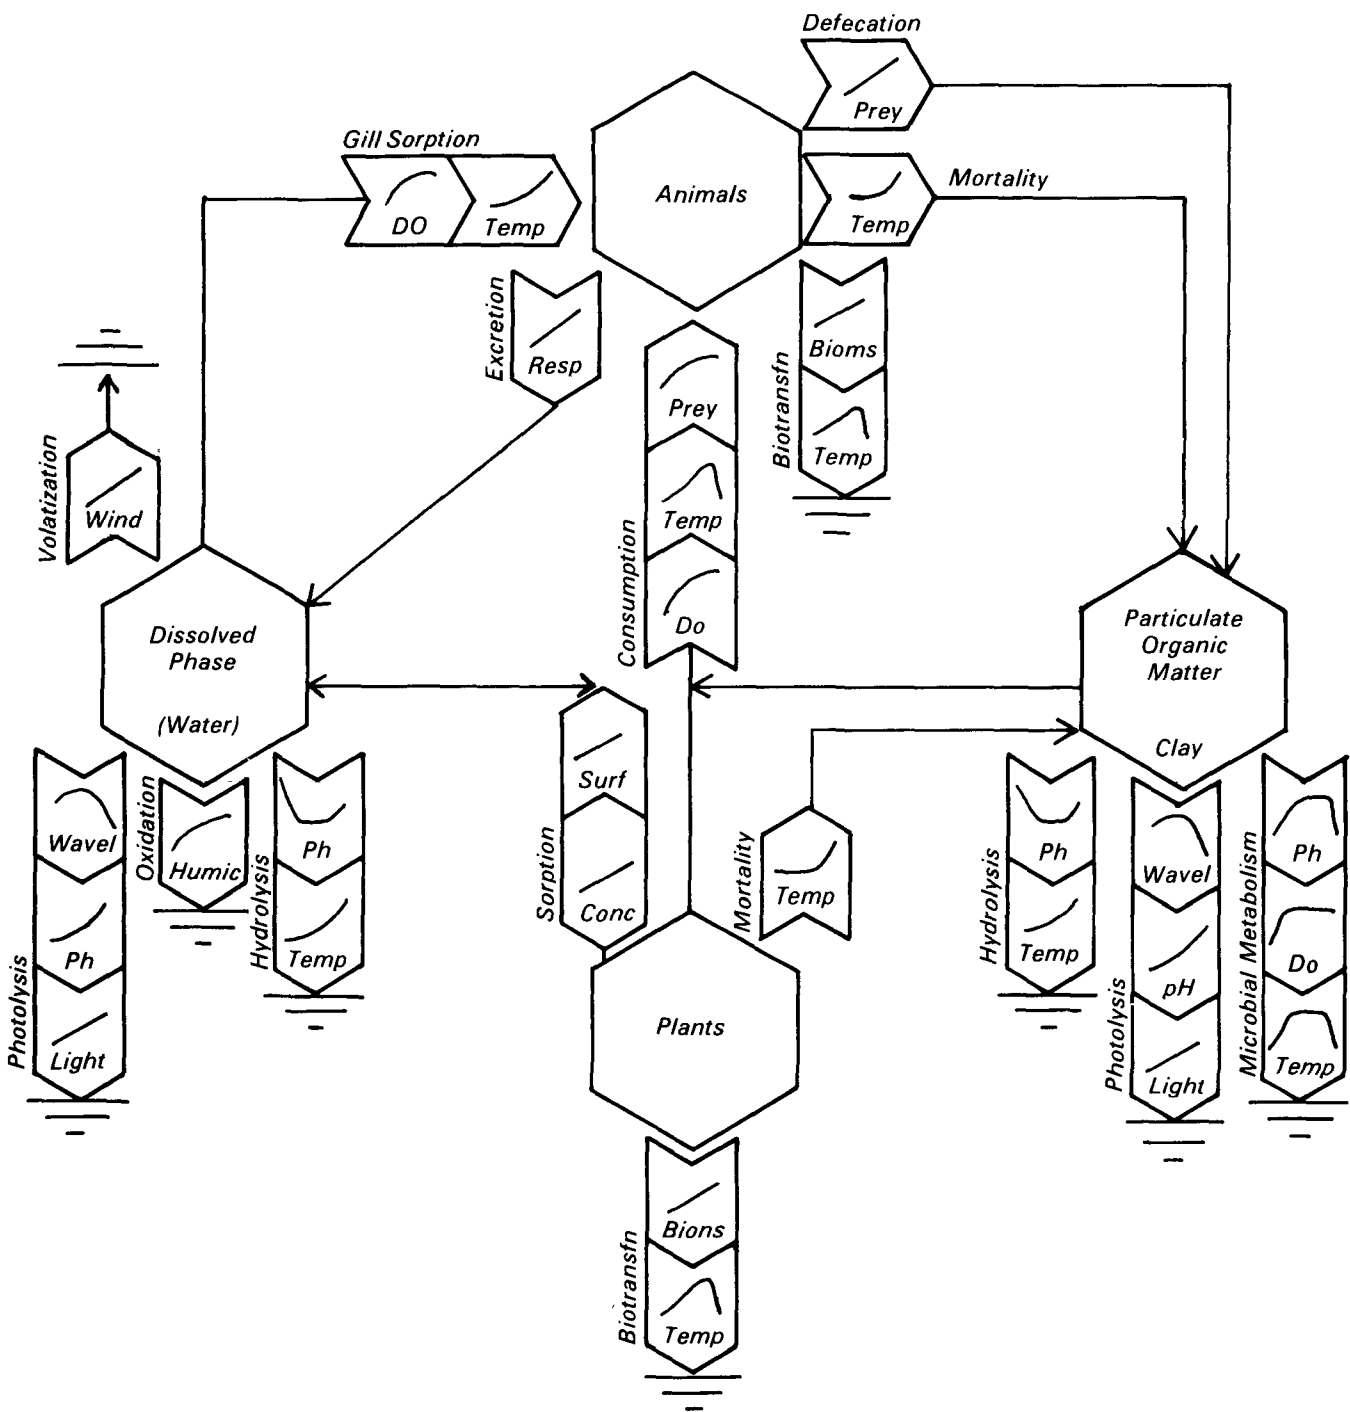 Defecation
Prey
Gill Sorption
DO
Temp
Animals
Mortality
Temp
Excretion
Resp
Biotransfn
Bioms
Temp
Consumption
Prey
Temp
Do
Volatization
Wind
Dissolved
Phase
(Water)
Particulate
Organic
Matter
Clay
Photolysis
Wavel
Ph
Light
Oxidation
Humic
Hydrolysis
Ph
Temp
Sorption
Surf
Conc
Mortality
Temp
Hydrolysis
Ph
Temp
Photolysis
Wavel
pH
Light
Microbial Metabolism
Ph
Do
Temp
Plants
Biotransfn
Bions
Temp